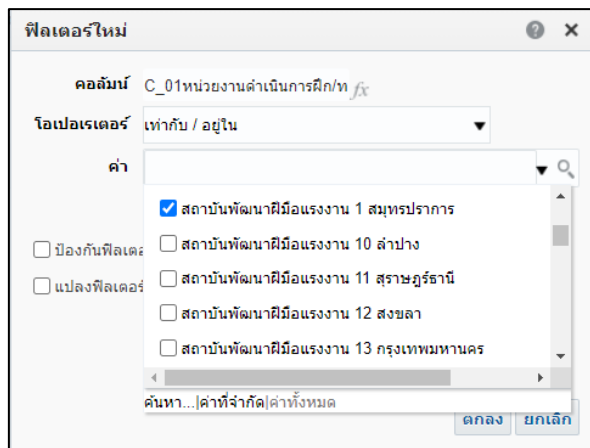 ฟิลเตอร์ใหม่
คอลัมน์ C_01หน่วยงานดำเนินการฝึก/ท fx
โอเปอเรเตอร์ เท่ากับ / อยู่ใน
ค่า
สถาบันพัฒนาฝีมือแรงงาน 1 สมุทรปราการ
สถาบันพัฒนาฝีมือแรงงาน 10 ลำปาง
ป้องกันฟิลเตอ
สถาบันพัฒนาฝีมือแรงงาน 11 สุราษฎร์ธานี
แปลงฟิลเตอร์
สถาบันพัฒนาฝีมือแรงงาน 12 สงขลา
สถาบันพัฒนาฝีมือแรงงาน 13 กรุงเทพมหานคร
ค้นหา...|ค่าที่จำกัด|ค่าทั้งหมด
ตกลง ยกเลิก